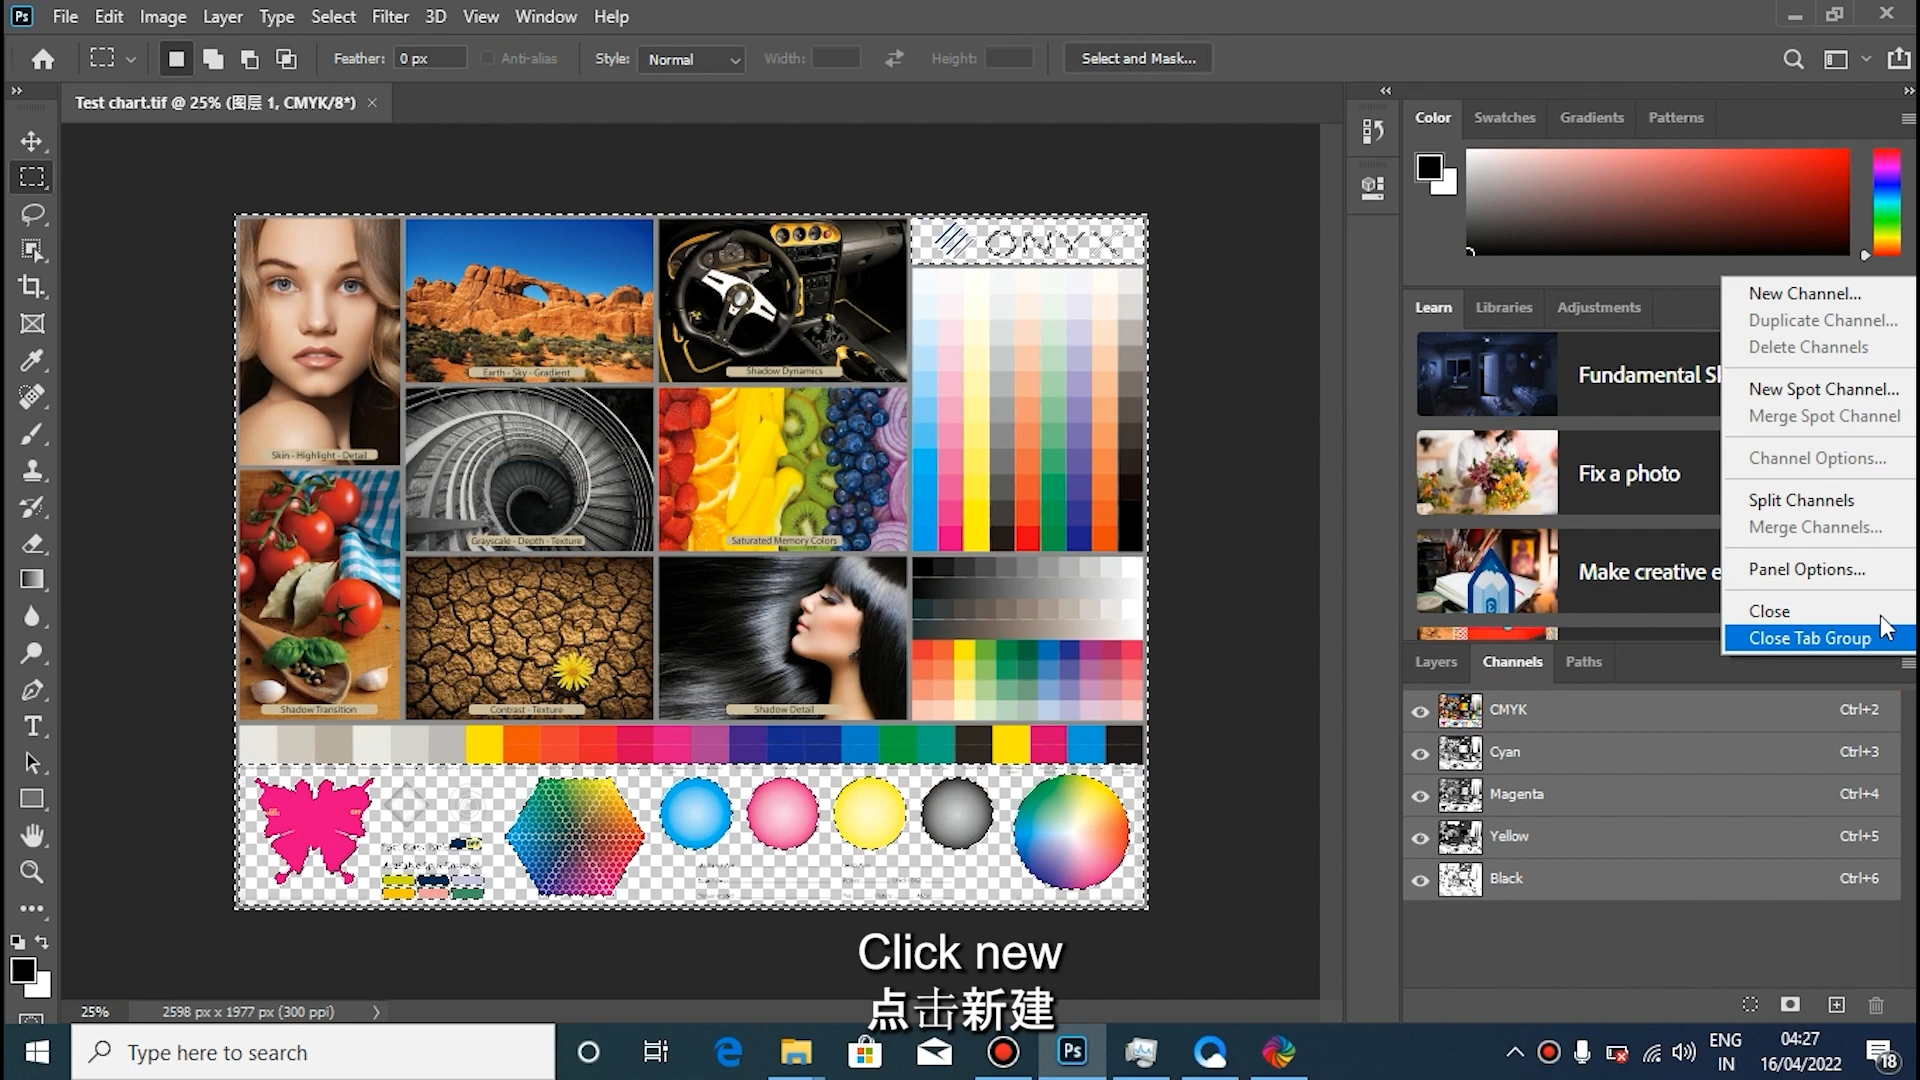 Ps File Edit Image Layer Type Select Filter 3D View Window Help
Feather: 0 px Anti-alias Style: Normal Width: Height: Select and Mask...
Test chart.tif @ 25% (图层 1, CMYK/8*) ×
Color Swatches Gradients Patterns
ONYX
Skin - Highlight - Detail
Earth - Sky - Gradient
Shadow Dynamics
Grayscale - Depth - Texture
Saturated Memory Colors
Shadow Transition
Contrast - Texture
Shadow Detail
Learn Libraries Adjustments
Fundamental Sl
Fix a photo
Make creative e
New Channel...
Duplicate Channel...
Delete Channels
New Spot Channel...
Merge Spot Channel
Channel Options...
Split Channels
Merge Channels...
Panel Options...
Close
Close Tab Group
Layers Channels Paths
CMYK Ctrl+2
Cyan Ctrl+3
Magenta Ctrl+4
Yellow Ctrl+5
Black Ctrl+6
Click new
点击新建
25% 2598 px x 1977 px (300 ppi)
Type here to search
Ps
ENG
IN
04:27
16/04/2022
18